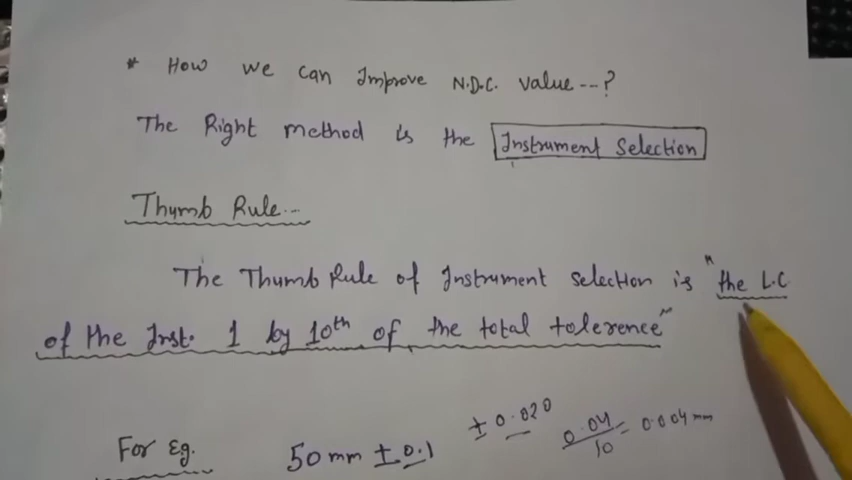 * How we can Improve N.D.C. value---?
The Right method is the Instrument Selection
Thumb Rule...
The Thumb Rule of Instrument selection is "the L.C
of the Inst. 1 by 10th of the total tolerence"
± 0.020
0.04/10 = 0.004 mm
For Eg. 50 mm ± 0.1